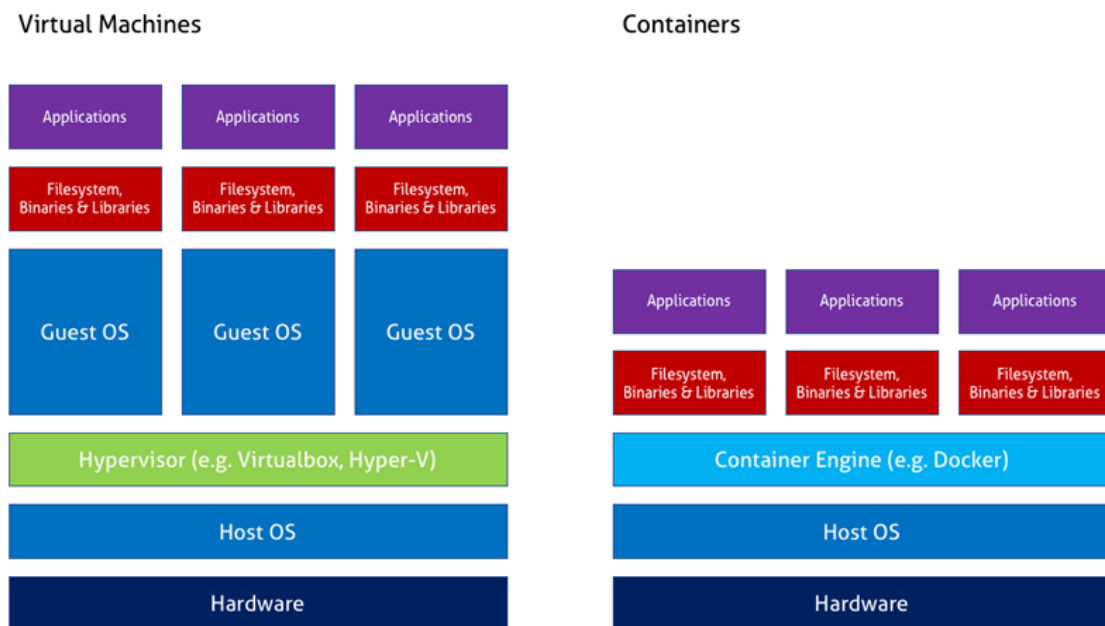 Virtual Machines
Containers
Applications
Applications
Applications
Filesystem,
Binaries & Libraries
Filesystem,
Binaries & Libraries
Filesystem,
Binaries & Libraries
Guest OS
Guest OS
Guest OS
Hypervisor (e.g. Virtualbox, Hyper-V)
Host OS
Hardware
Applications
Applications
Applications
Filesystem,
Binaries & Libraries
Filesystem,
Binaries & Libraries
Filesystem,
Binaries & Libraries
Container Engine (e.g. Docker)
Host OS
Hardware